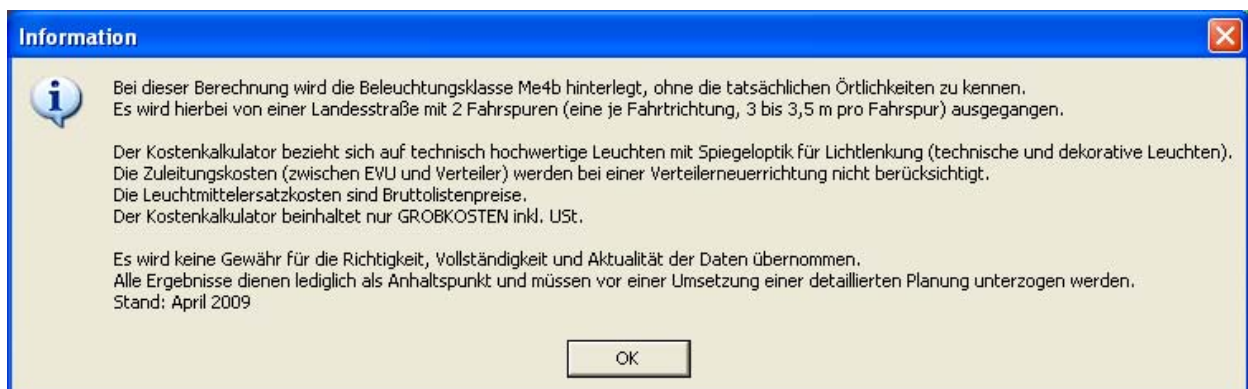 Information
Bei dieser Berechnung wird die Beleuchtungsklasse Me4b hinterlegt, ohne die tatsächlichen Örtlichkeiten zu kennen.
Es wird hierbei von einer Landesstraße mit 2 Fahrspuren (eine je Fahrtrichtung, 3 bis 3,5 m pro Fahrspur) ausgegangen.
Der Kostenkalkulator bezieht sich auf technisch hochwertige Leuchten mit Spiegeloptik für Lichtlenkung (technische und dekorative Leuchten).
Die Zuleitungskosten (zwischen EVU und Verteiler) werden bei einer Verteilerneuerrichtung nicht berücksichtigt.
Die Leuchtmittelersatzkosten sind Bruttolistenpreise.
Der Kostenkalkulator beinhaltet nur GROBKOSTEN inkl. USt.
Es wird keine Gewähr für die Richtigkeit, Vollständigkeit und Aktualität der Daten übernommen.
Alle Ergebnisse dienen lediglich als Anhaltspunkt und müssen vor einer Umsetzung einer detaillierten Planung unterzogen werden.
Stand: April 2009
OK